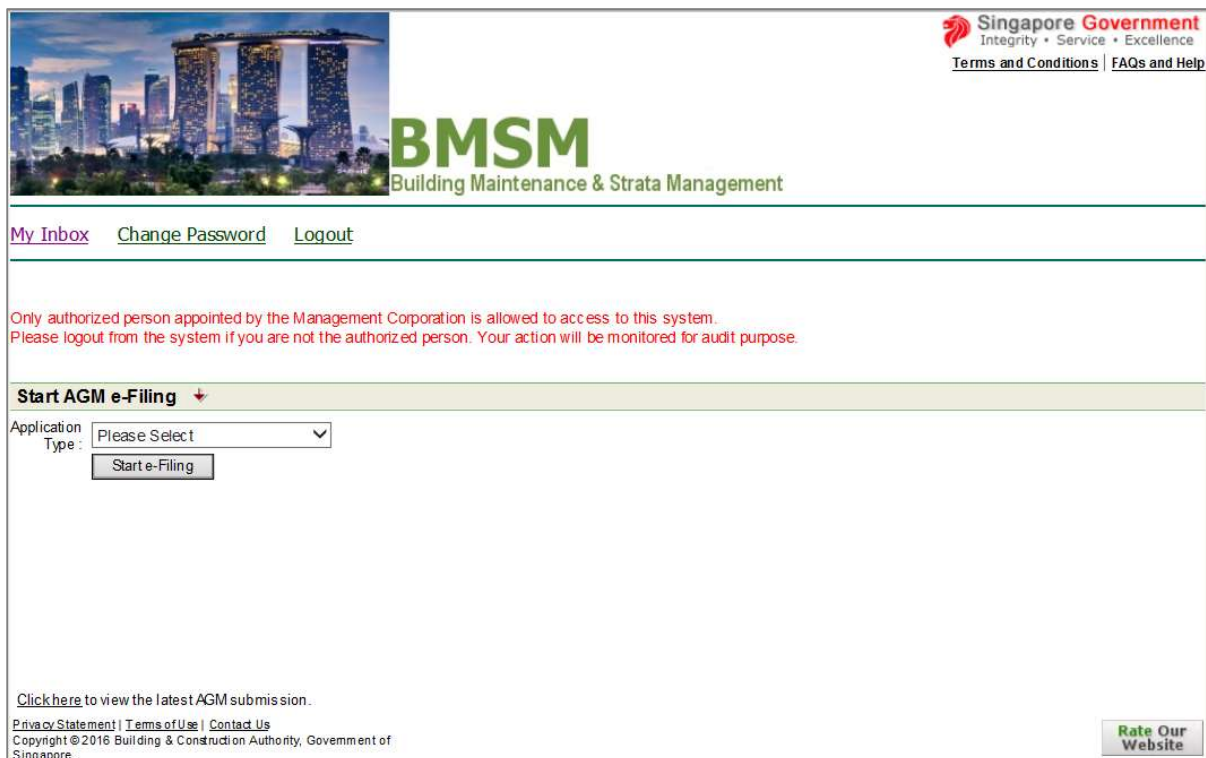 Singapore Government
Integrity • Service • Excellence
Terms and Conditions | FAQs and Help
BMSM
Building Maintenance & Strata Management
My Inbox Change Password Logout
Only authorized person appointed by the Management Corporation is allowed to access to this system.
Please logout from the system if you are not the authorized person. Your action will be monitored for audit purpose.
Start AGM e-Filing
Application
Type :
Please Select
Start e-Filing
Click here to view the latest AGM submission.
Privacy Statement | Terms of Use | Contact Us
Copyright © 2016 Building & Construction Authority, Government of
Singapore
Rate Our
Website